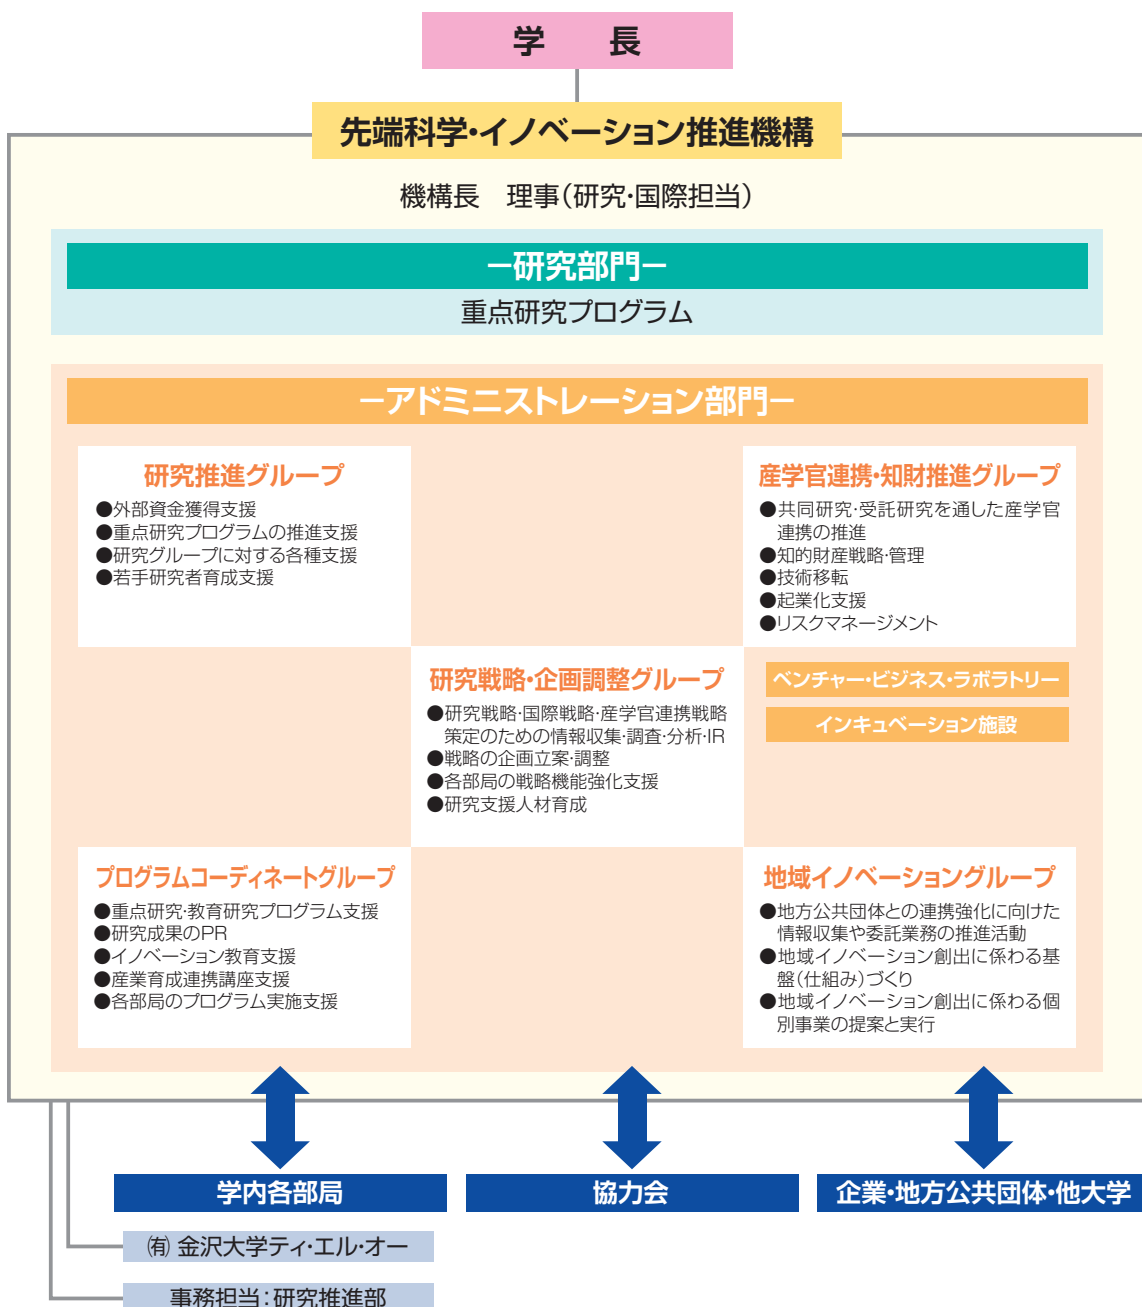 学　長
先端科学・イノベーション推進機構
機構長　理事（研究・国際担当）
－研究部門－
重点研究プログラム
－アドミニストレーション部門－
研究推進グループ
●外部資金獲得支援
●重点研究プログラムの推進支援
●研究グループに対する各種支援
●若手研究者育成支援
産学官連携・知財推進グループ
●共同研究・受託研究を通した産学官
連携の推進
●知的財産戦略・管理
●技術移転
●起業化支援
●リスクマネージメント
研究戦略・企画調整グループ
●研究戦略・国際戦略・産学官連携戦略
策定のための情報収集・調査・分析・IR
●戦略の企画立案・調整
●各部局の戦略機能強化支援
●研究支援人材育成
ベンチャー・ビジネス・ラボラトリー
インキュベーション施設
プログラムコーディネートグループ
●重点研究・教育研究プログラム支援
●研究成果のPR
●イノベーション教育支援
●産業育成連携講座支援
●各部局のプログラム実施支援
地域イノベーショングループ
●地方公共団体との連携強化に向けた
情報収集や委託業務の推進活動
●地域イノベーション創出に係わる基
盤（仕組み）づくり
●地域イノベーション創出に係わる個
別事業の提案と実行
学内各部局
協力会
企業・地方公共団体・他大学
㈲ 金沢大学ティ・エル・オー
事務担当：研究推進部